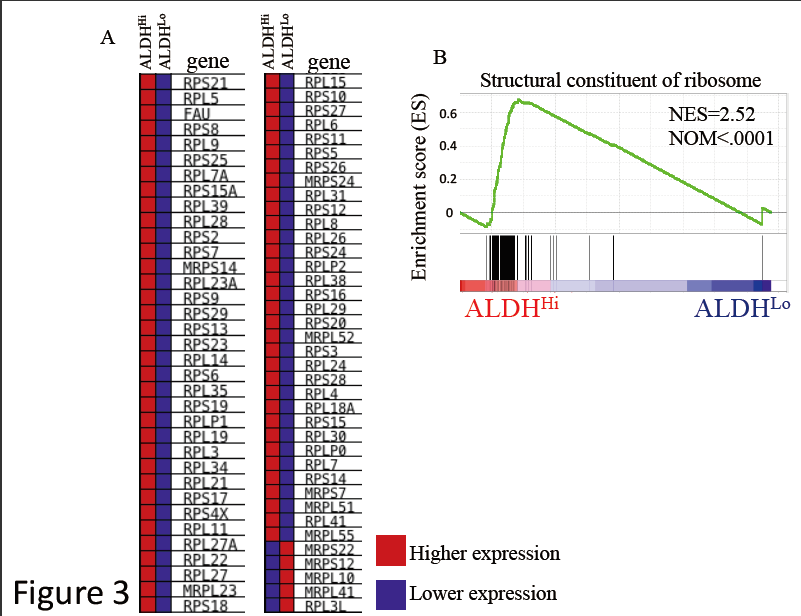 A
ALDHHi
ALDHLo
gene
RPS21
RPL5
FAU
RPS8
RPL9
RPS25
RPL7A
RPS15A
RPL39
RPL28
RPS2
RPS7
MRPS14
RPL23A
RPS9
RPS29
RPS13
RPS23
RPL14
RPS6
RPL35
RPS19
RPLP1
RPL19
RPL3
RPL34
RPL21
RPS17
RPS4X
RPL11
RPL27A
RPL22
RPL27
MRPL23
RPS18
ALDHHi
ALDHLo
gene
RPL15
RPS10
RPS27
RPL6
RPS11
RPS5
RPS26
MRPS24
RPL31
RPS12
RPL8
RPL26
RPS24
RPLP2
RPL38
RPS16
RPL29
RPS20
MRPL52
RPS3
RPL24
RPS28
RPL4
RPL18A
RPS15
RPL30
RPLP0
RPL7
RPS14
MRPS7
MRPL51
RPL41
MRPL55
MRPS22
MRPS12
MRPL10
MRPL41
RPL3L
B
Structural constituent of ribosome
Enrichment score (ES)
0.6
0.4
0.2
0
NES=2.52
NOM<.0001
ALDHHi
ALDHLo
Higher expression
Lower expression
Figure 3